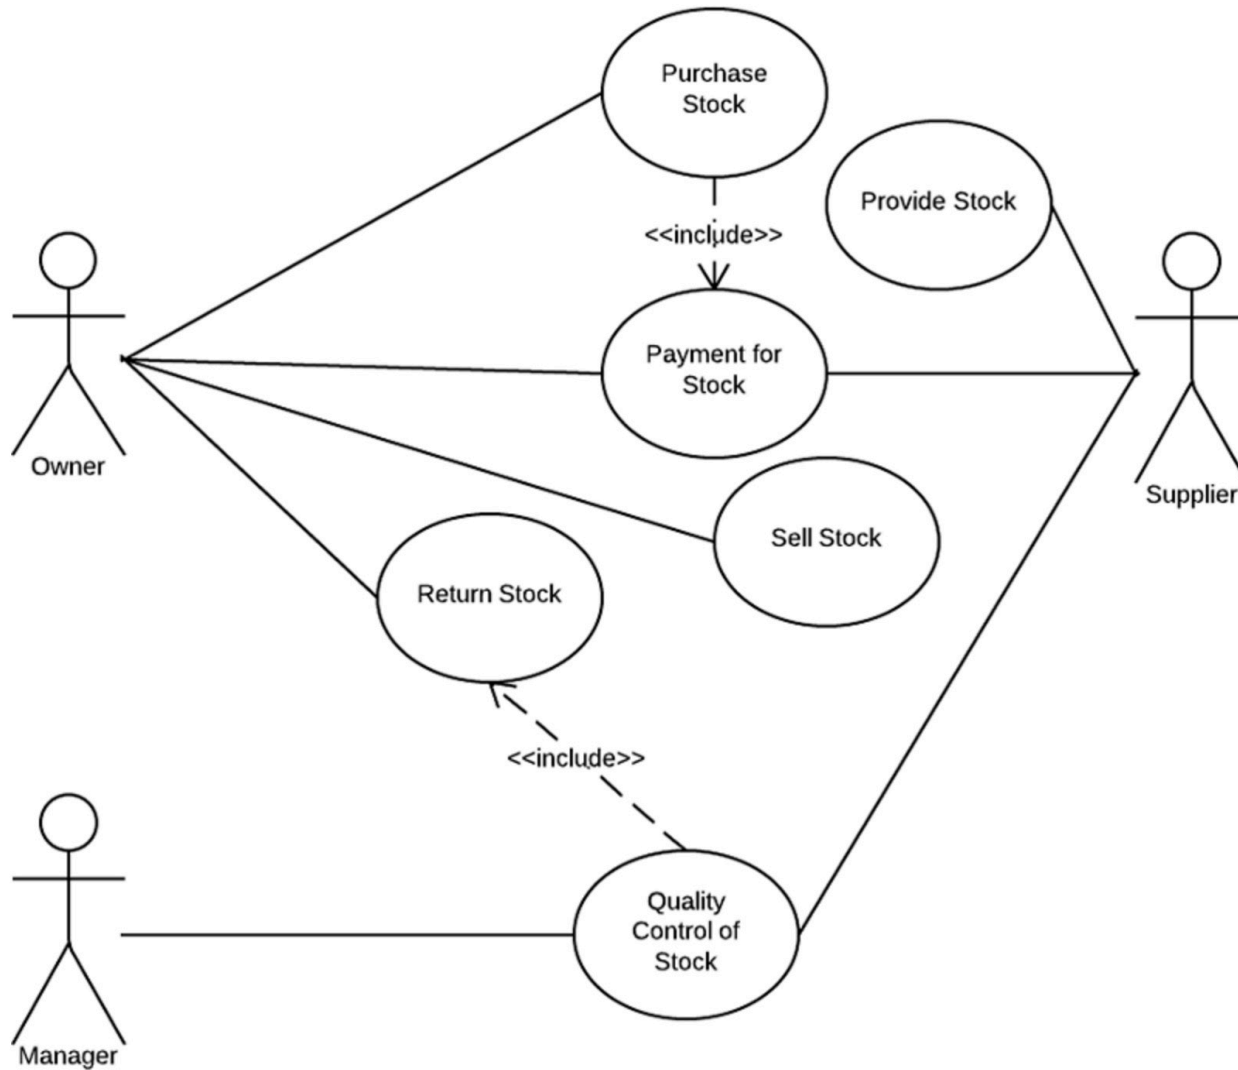 Purchase
Stock
Provide Stock
<<include>>
Payment for
Stock
Owner
Supplier
Sell Stock
Return Stock
<<include>>
Quality
Control of
Stock
Manager